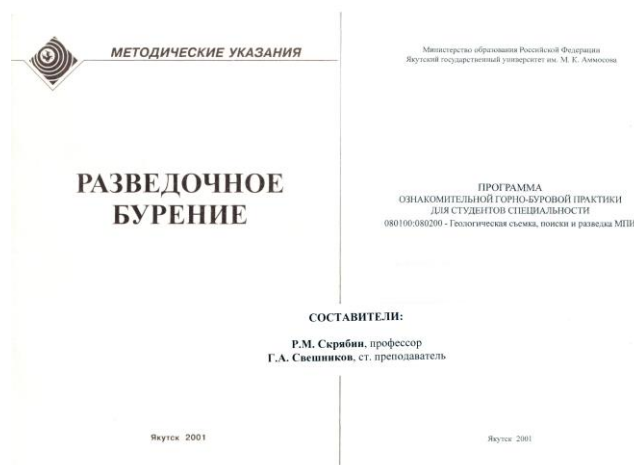 МЕТОДИЧЕСКИЕ УКАЗАНИЯ
РАЗВЕДОЧНОЕ
БУРЕНИЕ
Якутск 2001
Министерство образования Российской Федерации
Якутский государственный университет им. М. К. Аммосова
ПРОГРАММА
ОЗНАКОМИТЕЛЬНОЙ ГОРНО-БУРОВОЙ ПРАКТИКИ
ДЛЯ СТУДЕНТОВ СПЕЦИАЛЬНОСТИ
080100;080200 - Геологическая съемка, поиски и разведка МПИ
СОСТАВИТЕЛИ:
Р.М. Скрябин, профессор
Г.А. Свешников, ст. преподаватель
Якутск 2001